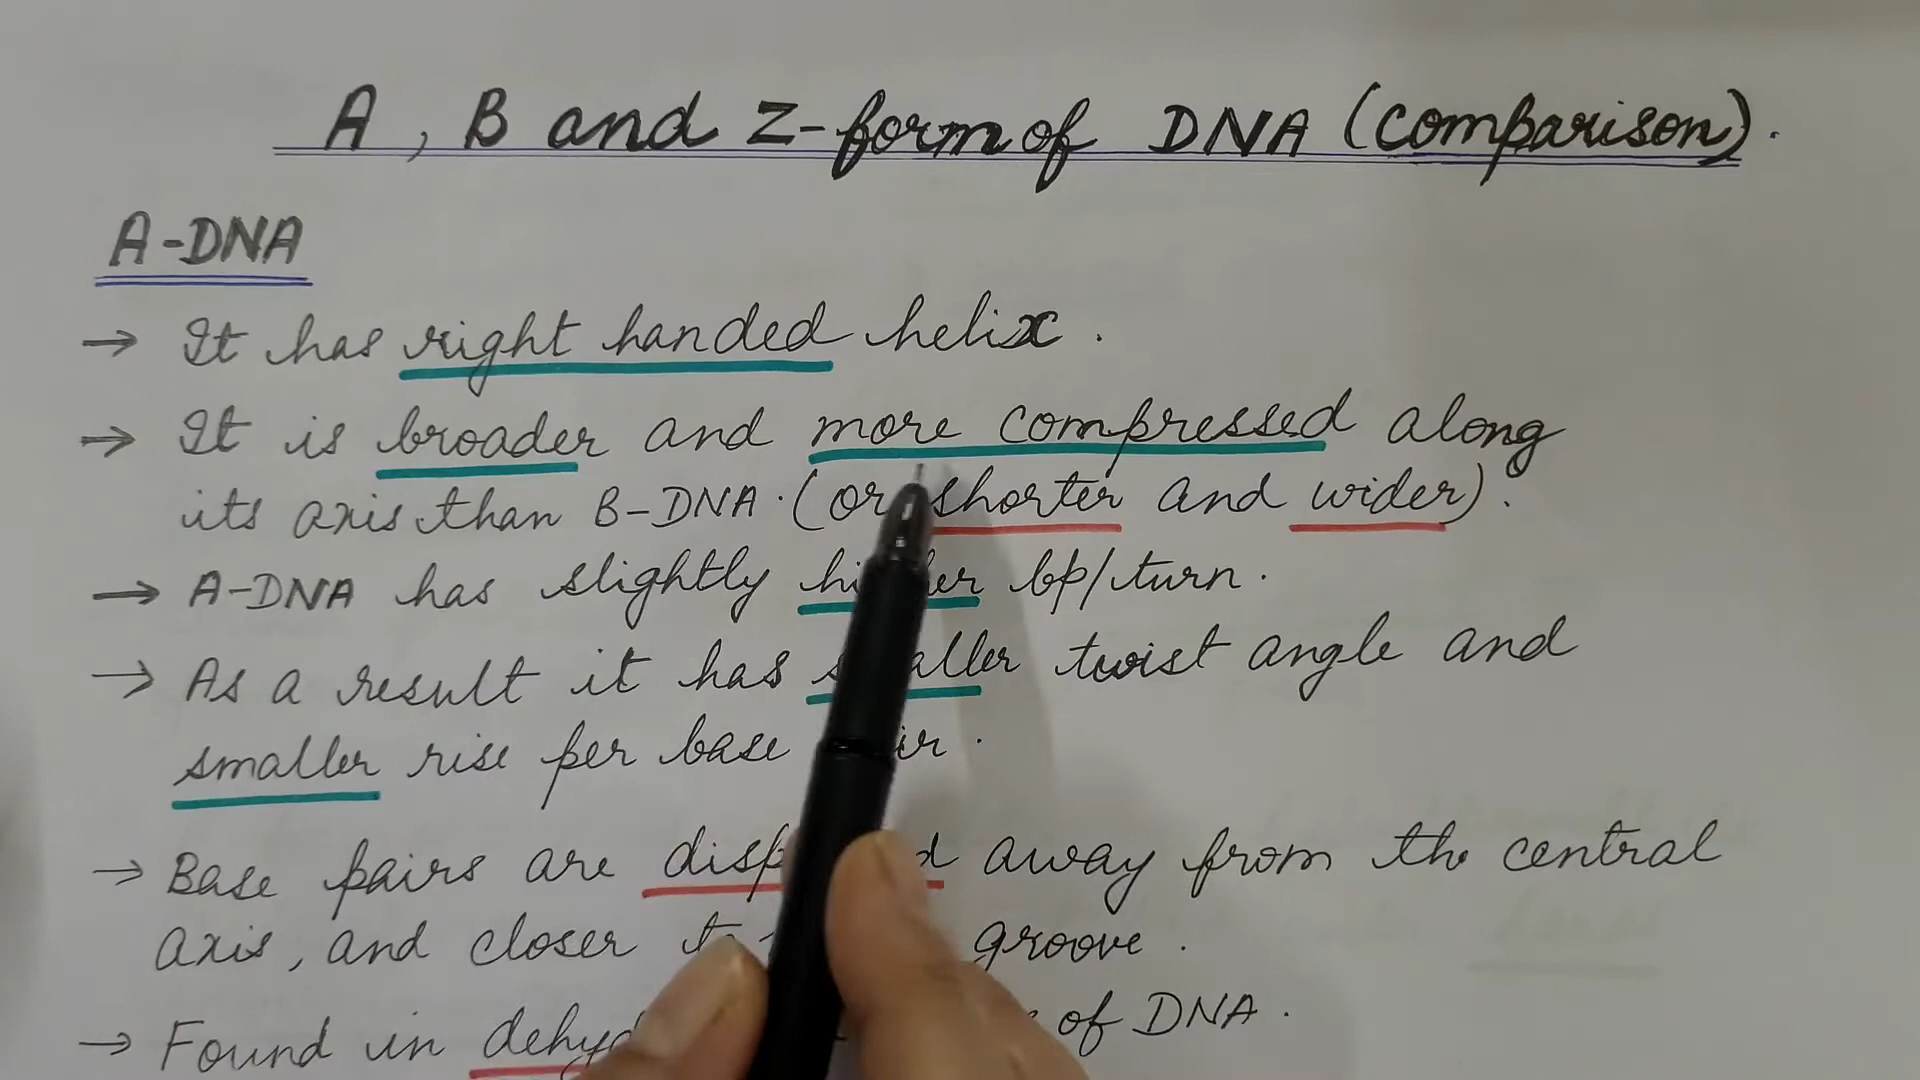 A, B and Z-form of DNA (comparison).
A-DNA
→ It has right handed helix.
→ It is broader and more compressed along
its axis than B-DNA. (or shorter and wider).
→ A-DNA has slightly bp/turn.
→ As a result it has twist angle and
smaller rise per base .
→ Base pairs are away from the central
axis, and closer groove.
→ Found in of DNA.